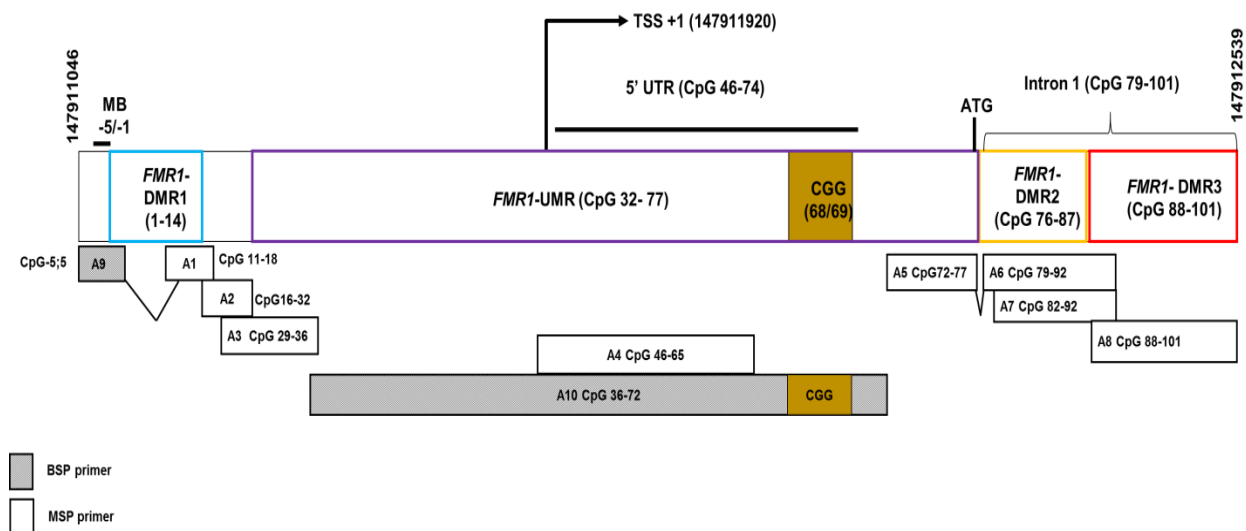 TSS +1 (147911920)
147911046
147912539
5’ UTR (CpG 46-74)
Intron 1 (CpG 79-101)
MB
-5/-1
ATG
FMR1-
DMR1
(1-14)
FMR1-UMR (CpG 32- 77)
CGG
(68/69)
FMR1-
DMR2
(CpG 76-87)
FMR1- DMR3
(CpG 88-101)
CpG-5;5
A9
A1
CpG 11-18
A2
CpG16-32
A3 CpG 29-36
A5 CpG72-77
A6 CpG 79-92
A7 CpG 82-92
A8 CpG 88-101
A4 CpG 46-65
A10 CpG 36-72
CGG
BSP primer
MSP primer